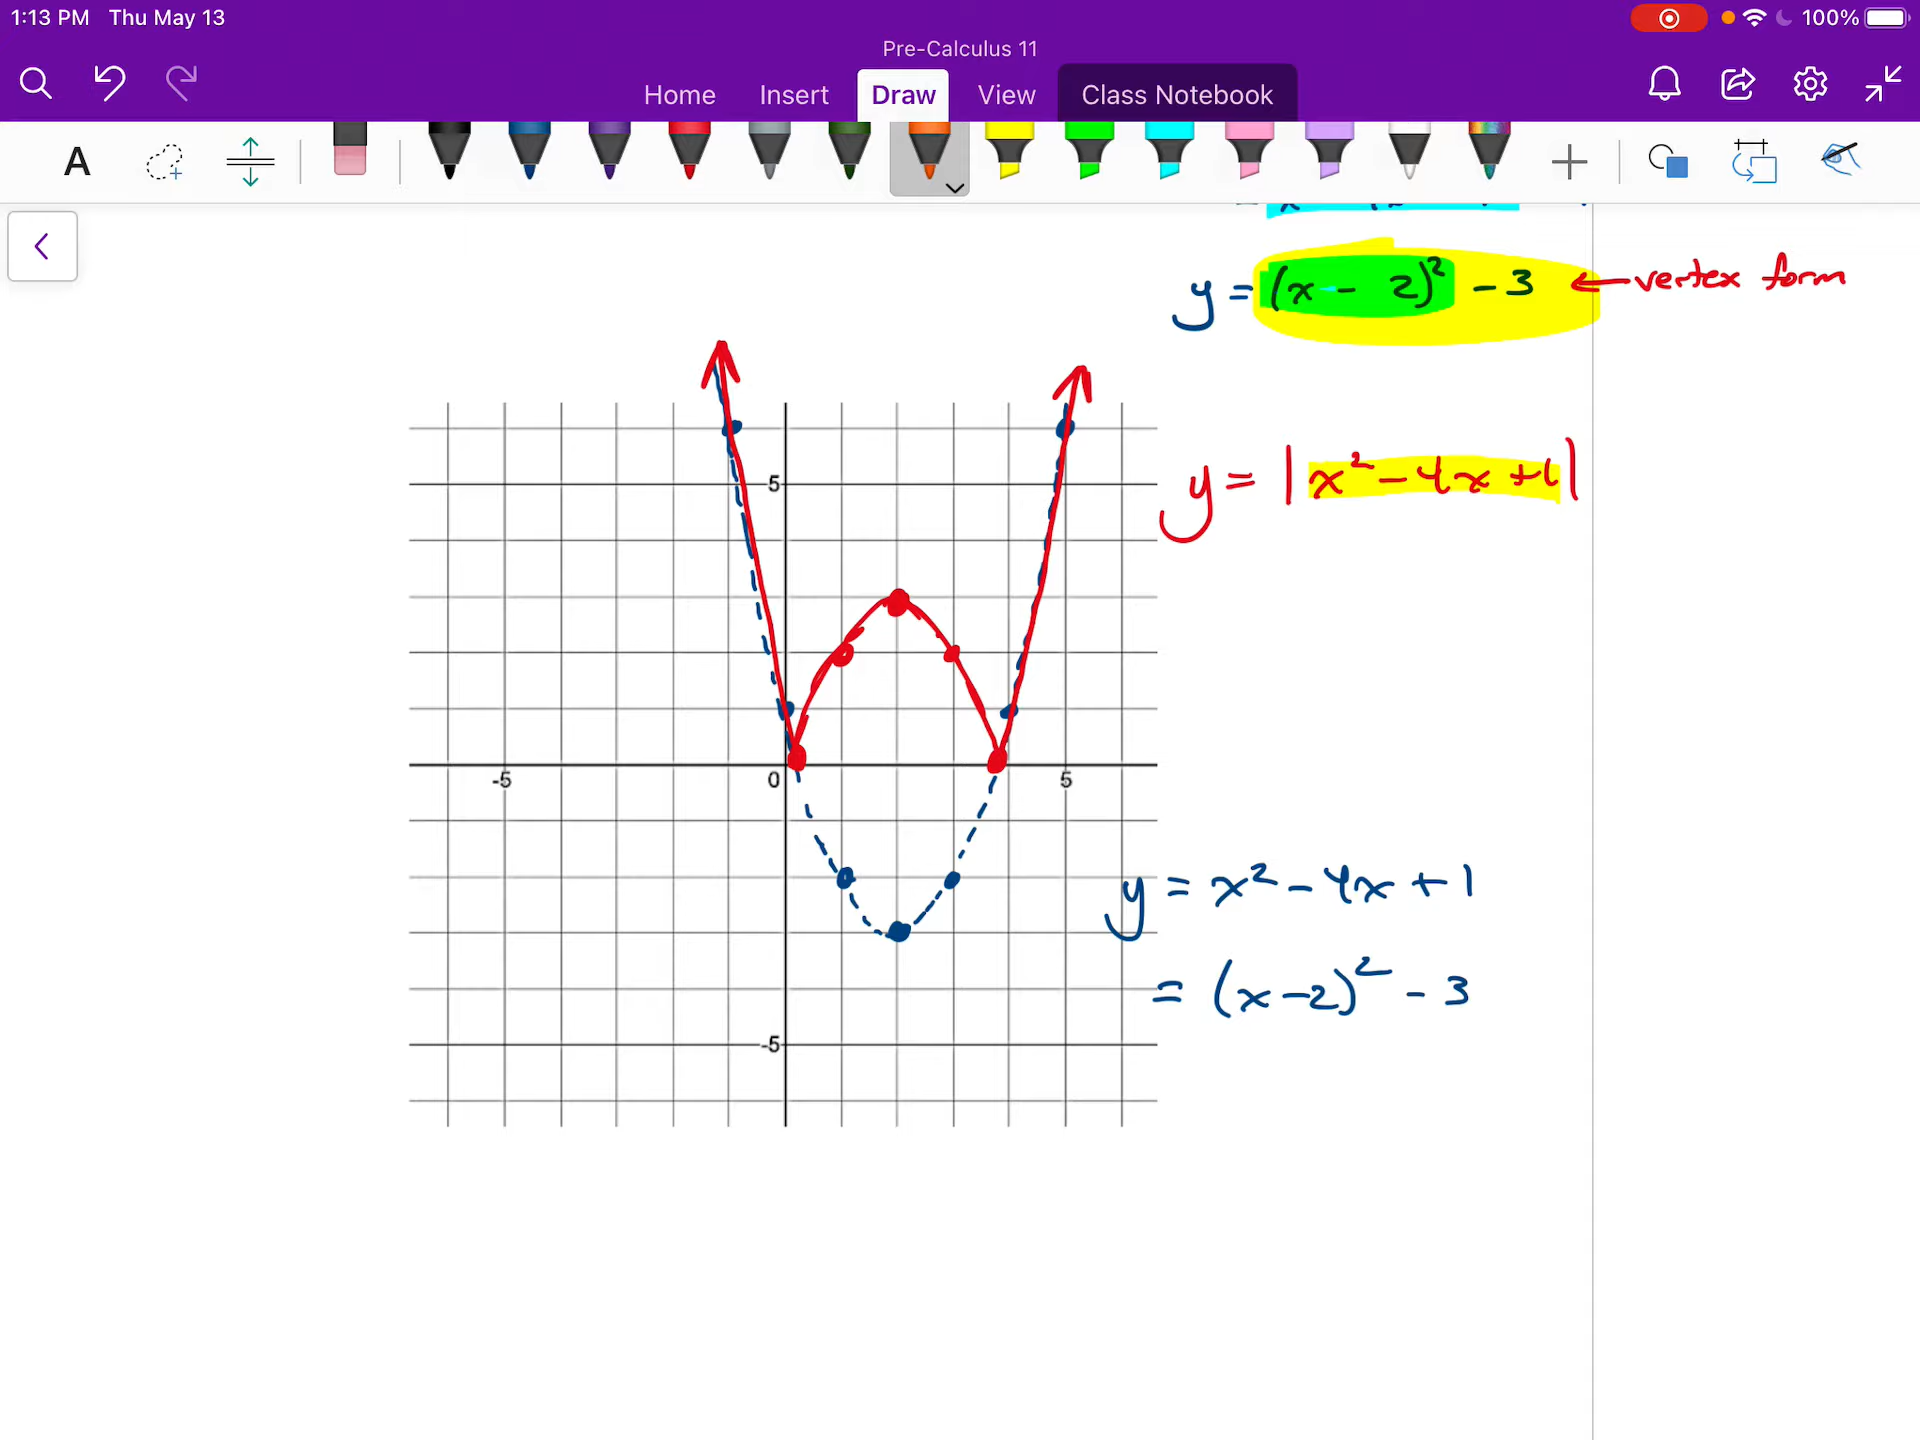 1:13 PM Thu May 13
100%
Pre-Calculus 11
Home Insert Draw View Class Notebook
A
y = (x - 2)² - 3 ← vertex form
y = |x² - 4x + 1|
5
-5 0 5
-5
y = x² - 4x + 1
= (x - 2)² - 3